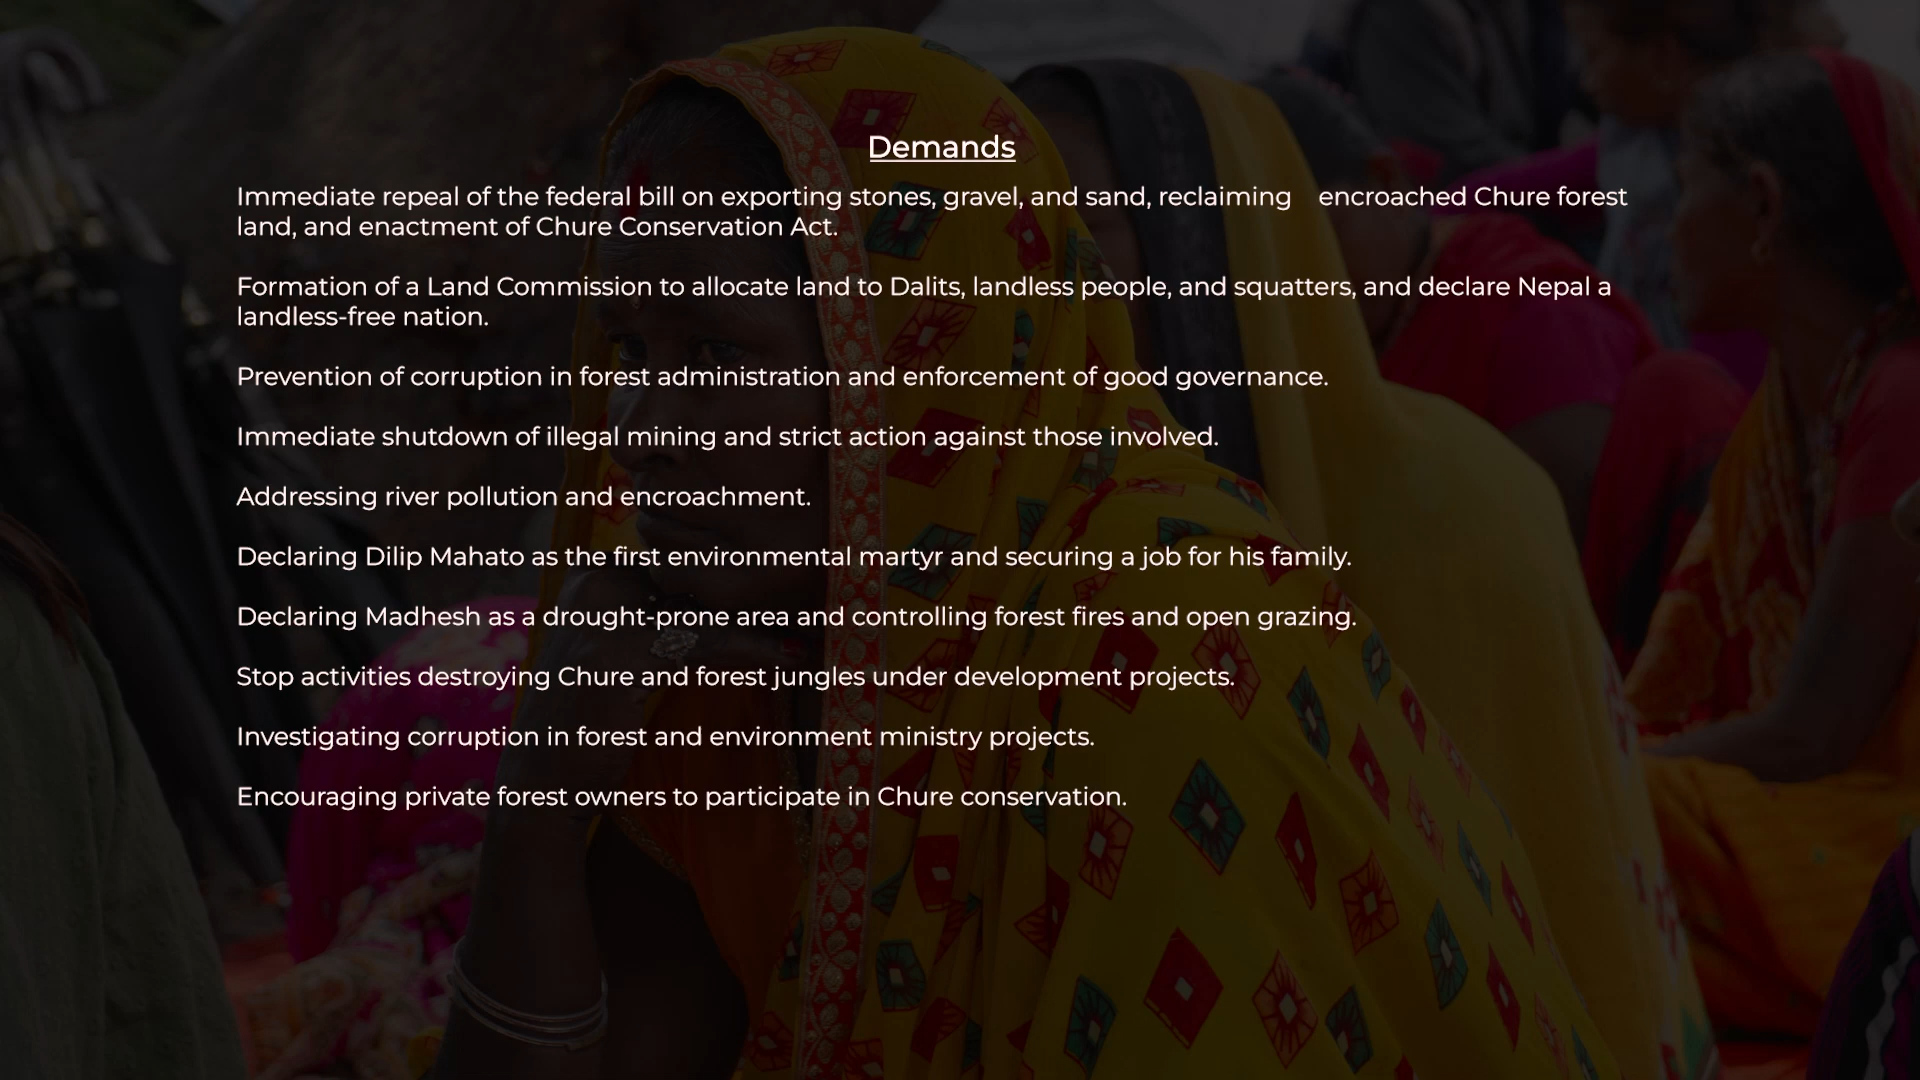 Demands
Immediate repeal of the federal bill on exporting stones, gravel, and sand, reclaiming encroached Chure forest
land, and enactment of Chure Conservation Act.
Formation of a Land Commission to allocate land to Dalits, landless people, and squatters, and declare Nepal a
landless-free nation.
Prevention of corruption in forest administration and enforcement of good governance.
Immediate shutdown of illegal mining and strict action against those involved.
Addressing river pollution and encroachment.
Declaring Dilip Mahato as the first environmental martyr and securing a job for his family.
Declaring Madhesh as a drought-prone area and controlling forest fires and open grazing.
Stop activities destroying Chure and forest jungles under development projects.
Investigating corruption in forest and environment ministry projects.
Encouraging private forest owners to participate in Chure conservation.